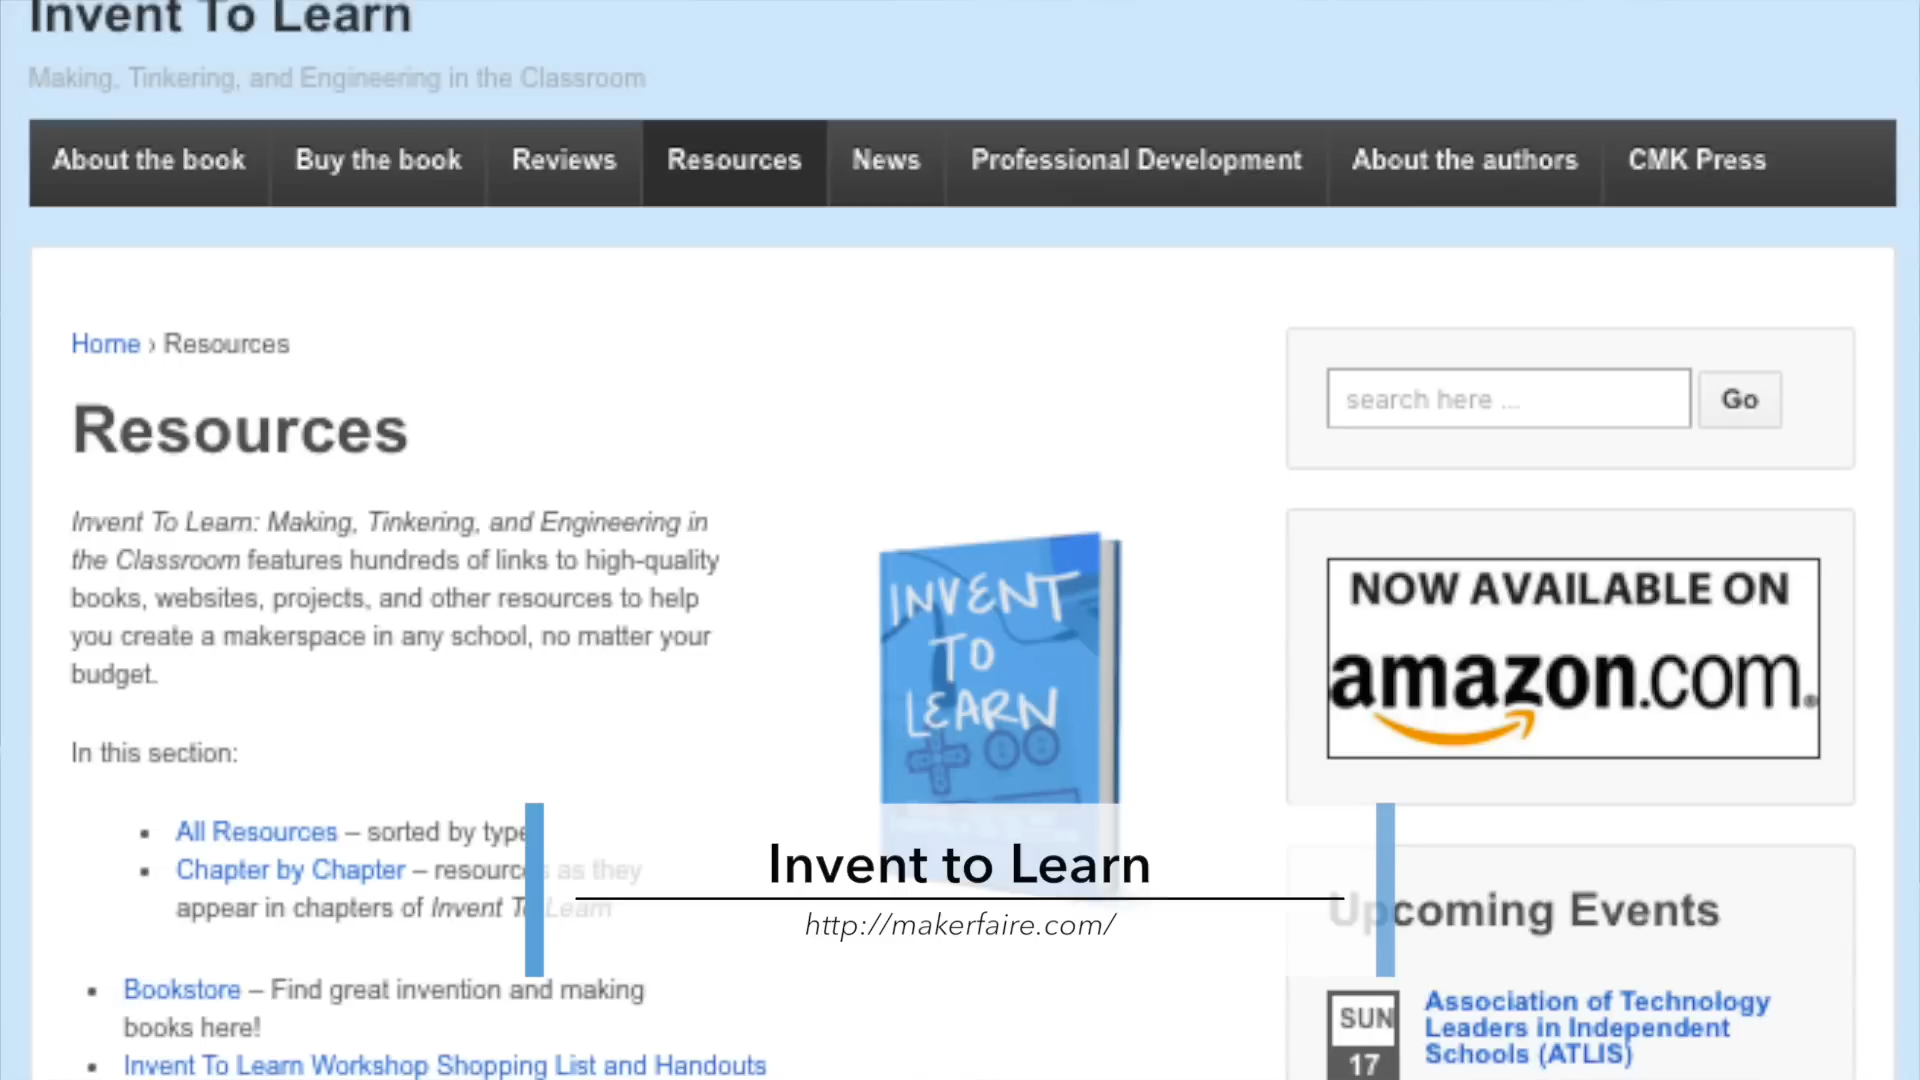 Invent To Learn
Making, Tinkering, and Engineering in the Classroom
About the book
Buy the book
Reviews
Resources
News
Professional Development
About the authors
CMK Press
Home › Resources
Resources
Invent To Learn: Making, Tinkering, and Engineering in
the Classroom features hundreds of links to high-quality
books, websites, projects, and other resources to help
you create a makerspace in any school, no matter your
budget.
In this section:
All Resources – sorted by type
Chapter by Chapter – resources as they
appear in chapters of Invent To Learn
Bookstore – Find great invention and making
books here!
Invent To Learn Workshop Shopping List and Handouts
INVENT
TO
LEARN
search here ...
Go
NOW AVAILABLE ON
amazon.com
Upcoming Events
SUN
17
Association of Technology
Leaders in Independent
Schools (ATLIS)
Invent to Learn
http://makerfaire.com/